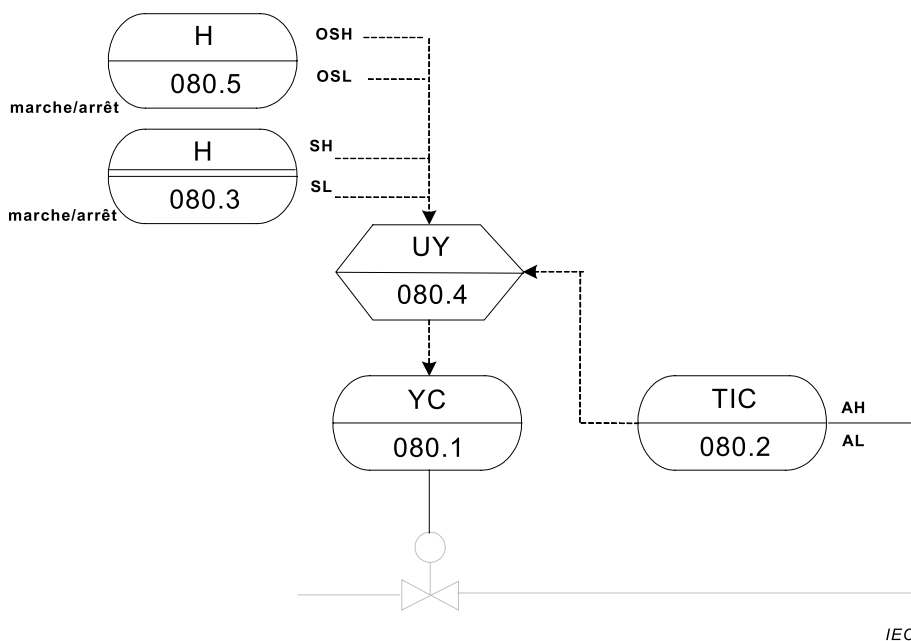 H
OSH
080.5
OSL
marche/arrêt
H
SH
080.3
SL
marche/arrêt
UY
080.4
YC
080.1
TIC
AH
080.2
AL
IEC